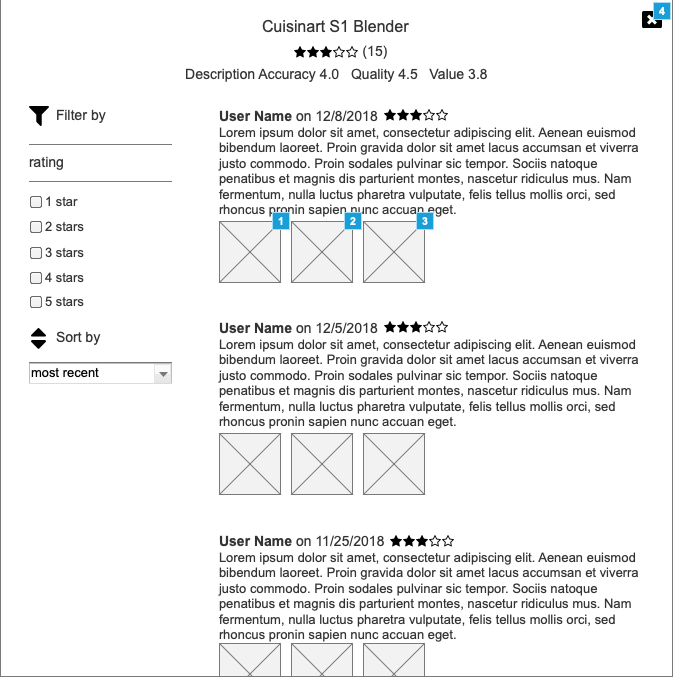 Cuisinart S1 Blender
4
(15)
Description Accuracy 4.0 Quality 4.5 Value 3.8
Filter by
rating
1 star
2 stars
3 stars
4 stars
5 stars
Sort by
most recent
User Name on 12/8/2018
Lorem ipsum dolor sit amet, consectetur adipiscing elit. Aenean euismod
bibendum laoreet. Proin gravida dolor sit amet lacus accumsan et viverra
justo commodo. Proin sodales pulvinar sic tempor. Sociis natoque
penatibus et magnis dis parturient montes, nascetur ridiculus mus. Nam
fermentum, nulla luctus pharetra vulputate, felis tellus mollis orci, sed
rhoncus pronin sapien nunc accuan eget.
1 2 3
User Name on 12/5/2018
Lorem ipsum dolor sit amet, consectetur adipiscing elit. Aenean euismod
bibendum laoreet. Proin gravida dolor sit amet lacus accumsan et viverra
justo commodo. Proin sodales pulvinar sic tempor. Sociis natoque
penatibus et magnis dis parturient montes, nascetur ridiculus mus. Nam
fermentum, nulla luctus pharetra vulputate, felis tellus mollis orci, sed
rhoncus pronin sapien nunc accuan eget.
User Name on 11/25/2018
Lorem ipsum dolor sit amet, consectetur adipiscing elit. Aenean euismod
bibendum laoreet. Proin gravida dolor sit amet lacus accumsan et viverra
justo commodo. Proin sodales pulvinar sic tempor. Sociis natoque
penatibus et magnis dis parturient montes, nascetur ridiculus mus. Nam
fermentum, nulla luctus pharetra vulputate, felis tellus mollis orci, sed
rhoncus pronin sapien nunc accuan eget.